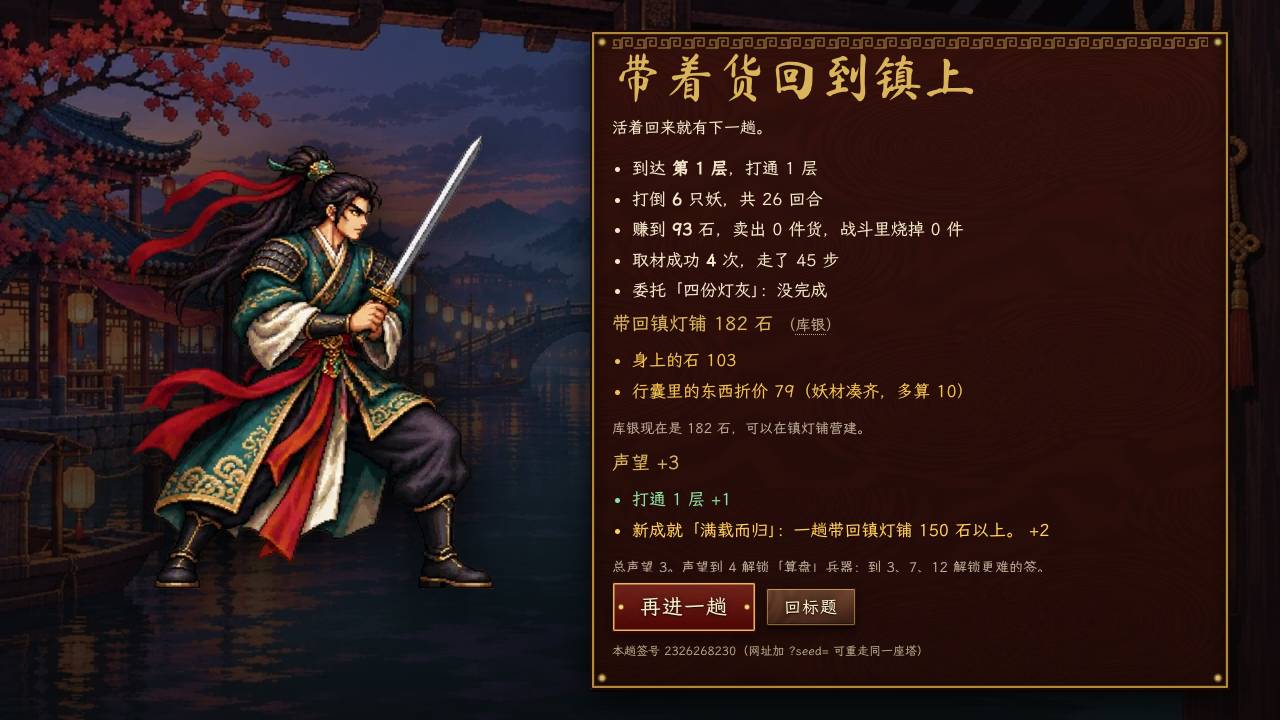 带着货回到镇上
活着回来就有下一趟。
• 到达 第 1 层，打通 1 层
• 打倒 6 只妖，共 26 回合
• 赚到 93 石，卖出 0 件货，战斗里烧掉 0 件
• 取材成功 4 次，走了 45 步
• 委托「四份灯灰」：没完成
带回镇灯铺 182 石 （库银）
• 身上的石 103
• 行囊里的东西折价 79（妖材凑齐，多算 10）
库银现在是 182 石，可以在镇灯铺营建。
声望 +3
• 打通 1 层 +1
• 新成就「满载而归」：一趟带回镇灯铺 150 石以上。 +2
总声望 3。声望到 4 解锁「算盘」兵器；到 3、7、12 解锁更难的签。
再进一趟 回标题
本趟签号 2326268230（网址加 ?seed= 可重走同一座塔）